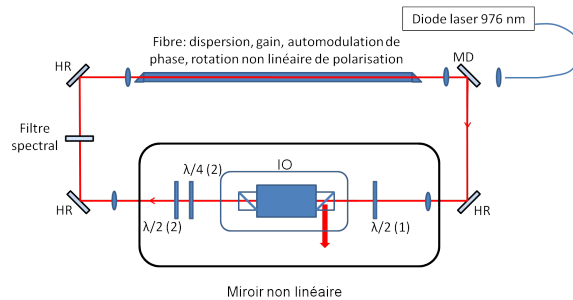 Diode laser 976 nm
Fibre: dispersion, gain, automodulation de
phase, rotation non linéaire de polarisation
HR
MD
Filtre
spectral
λ/4 (2)
IO
λ/2 (2)
λ/2 (1)
HR
HR
Miroir non linéaire